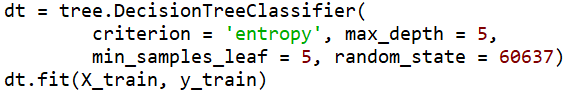 dt = tree.DecisionTreeClassifier(
criterion = 'entropy', max_depth = 5,
min_samples_leaf = 5, random_state = 60637)
dt.fit(X_train, y_train)